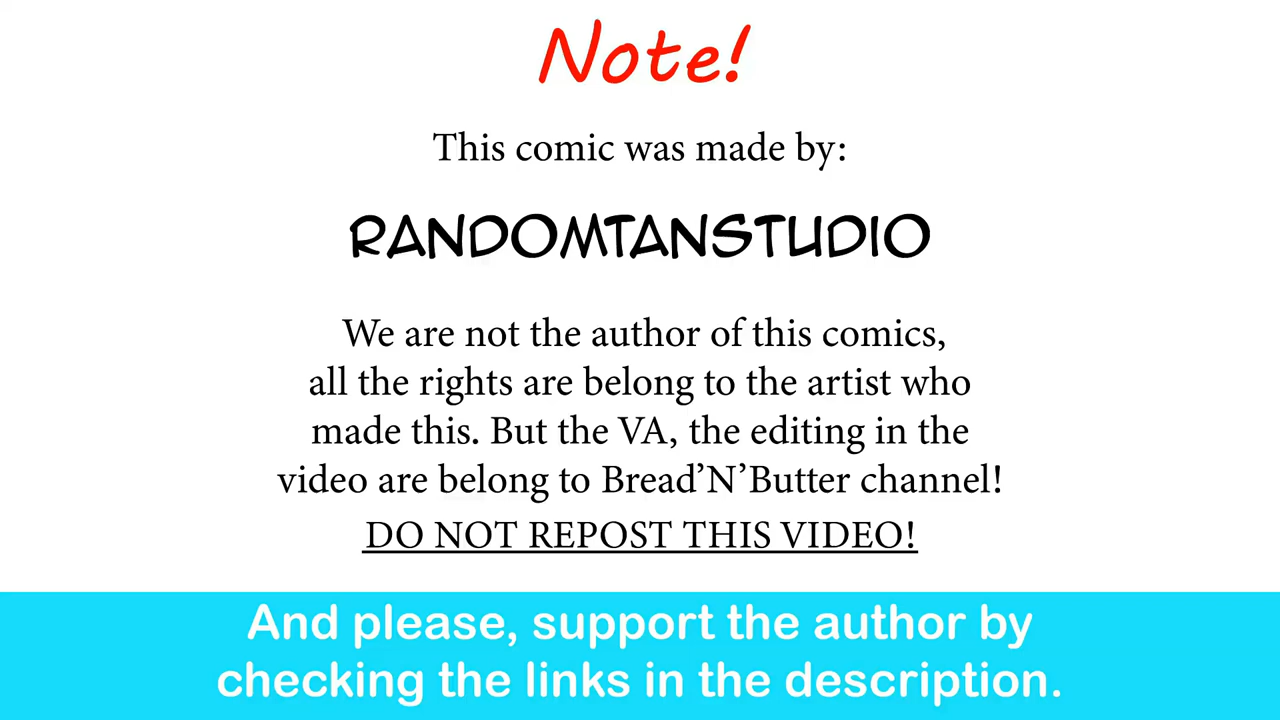 Note!
This comic was made by:
RANDOMTANSTUDIO
We are not the author of this comics,
all the rights are belong to the artist who
made this. But the VA, the editing in the
video are belong to Bread’N’Butter channel!
DO NOT REPOST THIS VIDEO!
And please, support the author by
checking the links in the description.